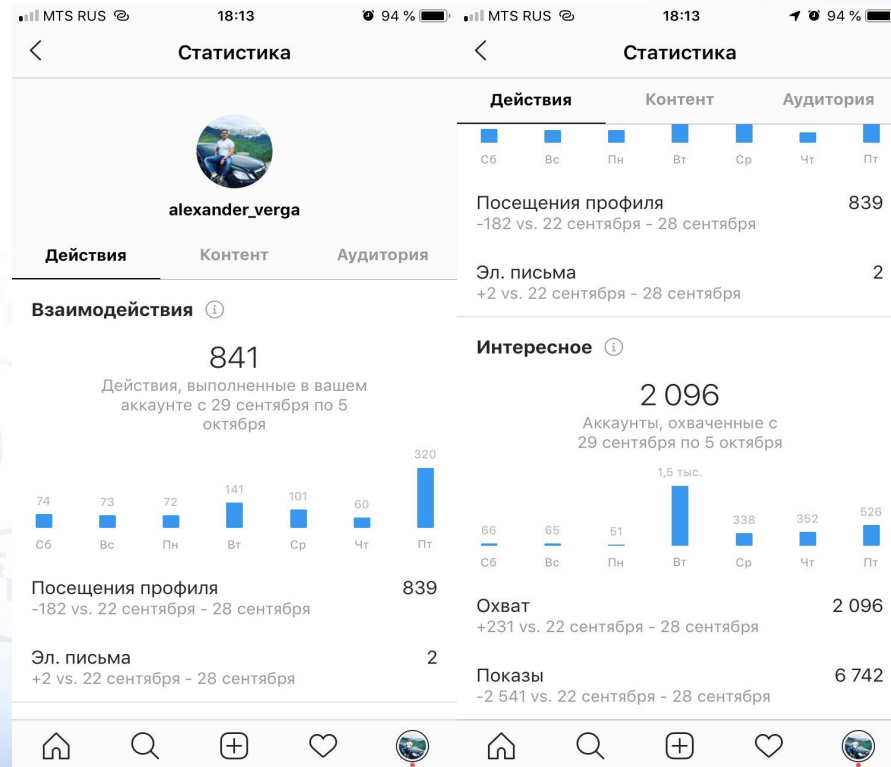 MTS RUS 18:13 94 %
Статистика
alexander_verga
Действия Контент Аудитория
Взаимодействия
841
Действия, выполненные в вашем
аккаунте с 29 сентября по 5
октября
74 73 72 141 101 60 320
Сб Вс Пн Вт Ср Чт Пт
Посещения профиля 839
-182 vs. 22 сентября - 28 сентября
Эл. письма 2
+2 vs. 22 сентября - 28 сентября
MTS RUS 18:13 94 %
Статистика
Действия Контент Аудитория
Сб Вс Пн Вт Ср Чт Пт
Посещения профиля 839
-182 vs. 22 сентября - 28 сентября
Эл. письма 2
+2 vs. 22 сентября - 28 сентября
Интересное
2 096
Аккаунты, охваченные с
29 сентября по 5 октября
66 65 51 1,5 тыс. 338 352 526
Сб Вс Пн Вт Ср Чт Пт
Охват 2 096
+231 vs. 22 сентября - 28 сентября
Показы 6 742
-2 541 vs. 22 сентября - 28 сентября